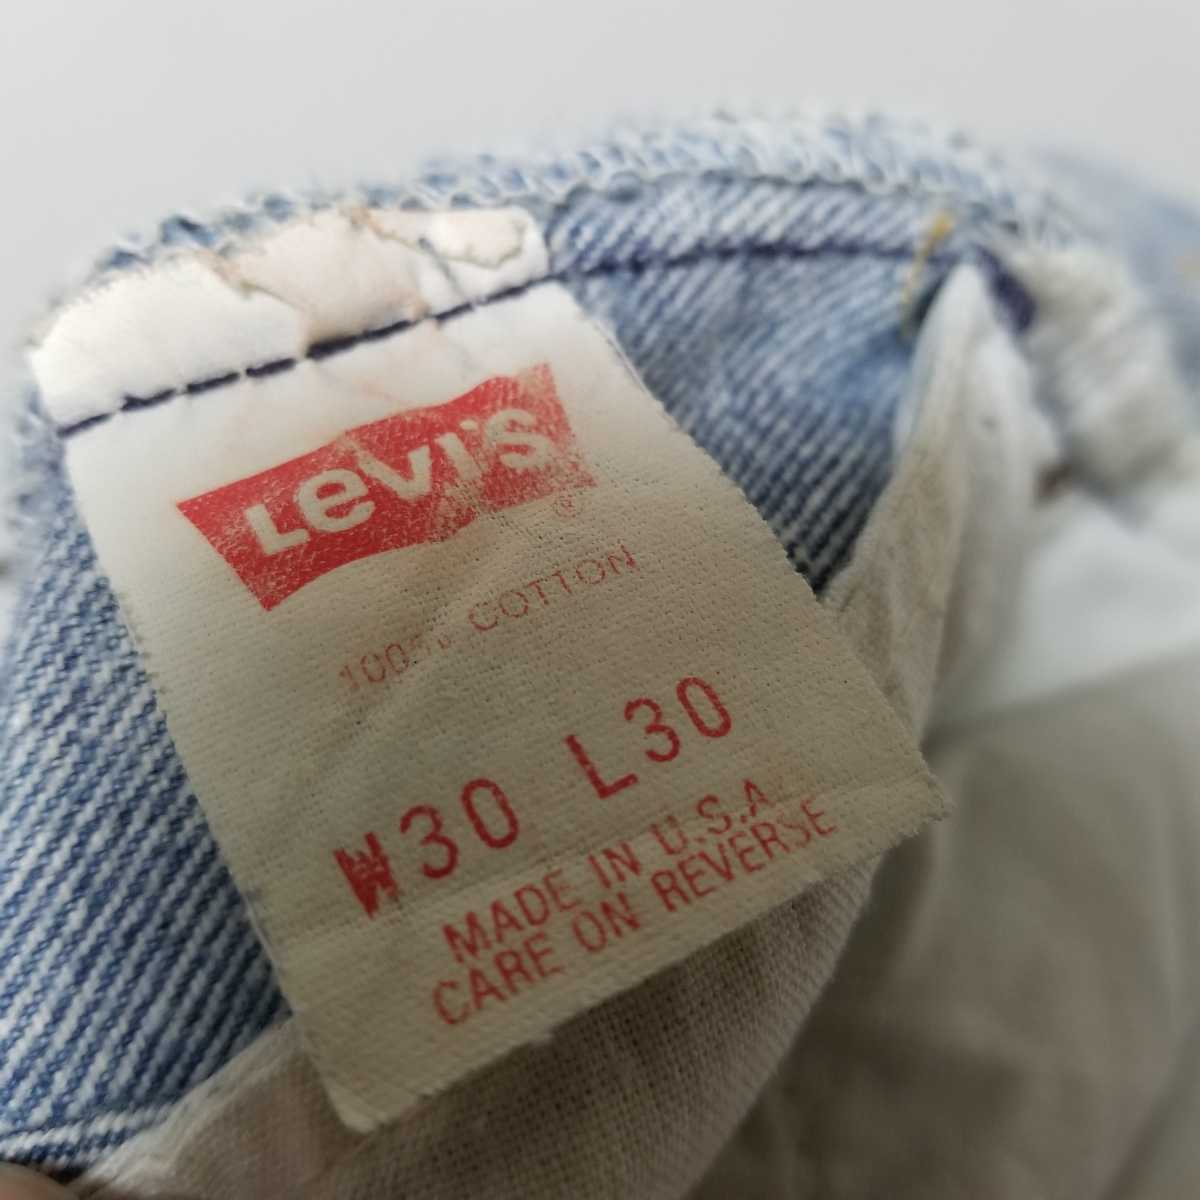 Levi's®
100% COTTON
W30 L30
MADE IN U.S.A
CARE ON REVERSE